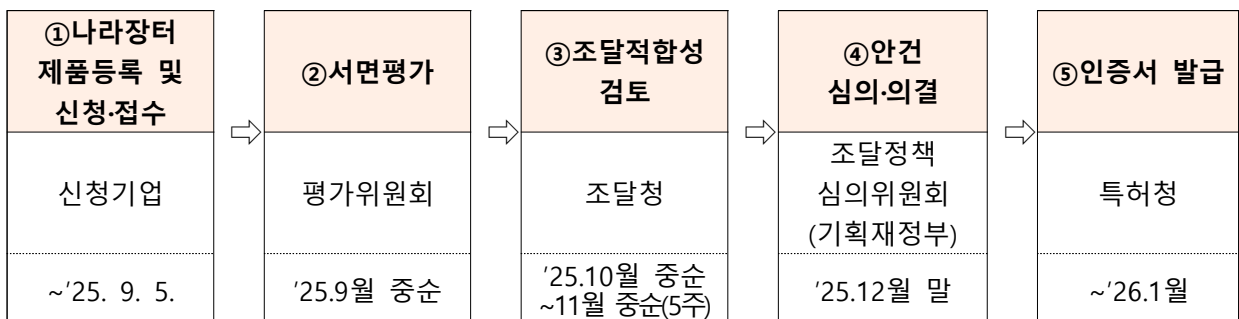 ①나라장터
제품등록 및
신청·접수
신청기업
~'25. 9. 5.
⇨
②서면평가
평가위원회
'25.9월 중순
⇨
③조달적합성
검토
조달청
'25.10월 중순
~11월 중순(5주)
⇨
④안건
심의·의결
조달정책
심의위원회
(기획재정부)
'25.12월 말
⇨
⑤인증서 발급
특허청
~'26.1월